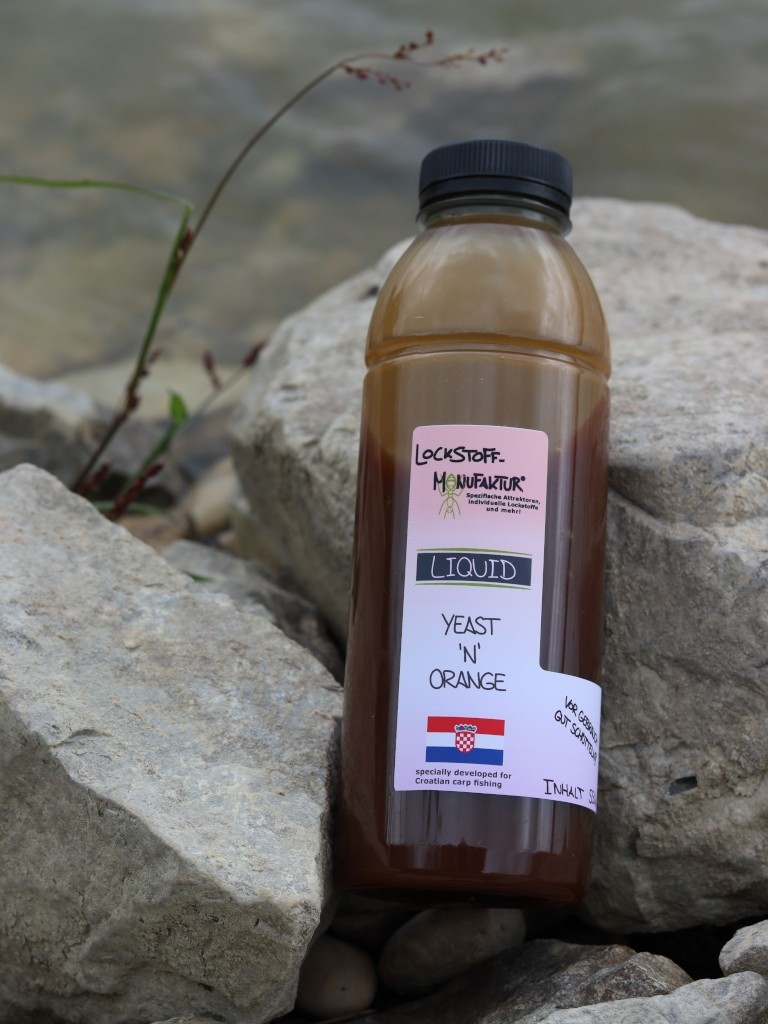 LOCKSTOFF-
MANUFAKTUR®
Spezifische Attraktoren,
individuelle Lockstoffe
und mehr!
LIQUID
YEAST
'N'
ORANGE
VOR GEBRAUCH
GUT SCHÜTTELN
specially developed for
Croatian carp fishing
INHALT